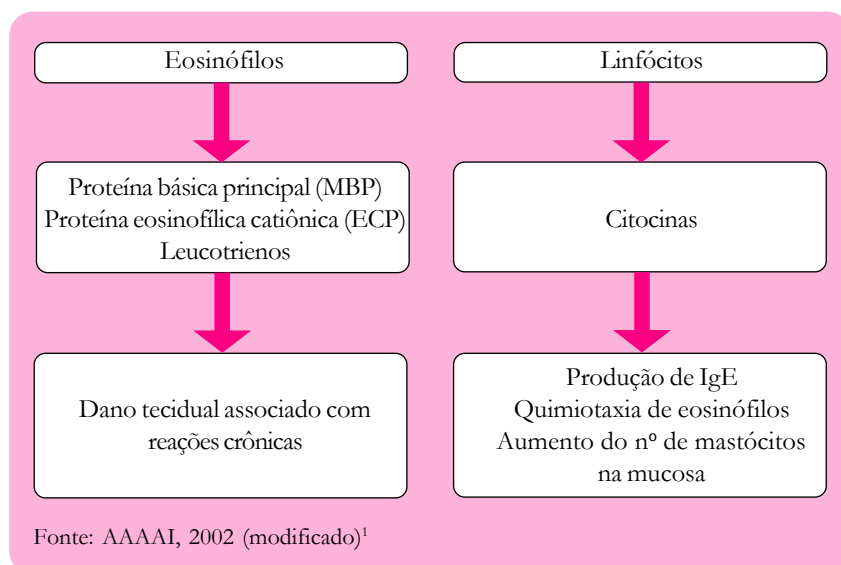 Eosinófilos
Proteína básica principal (MBP)
Proteína eosinofílica catiônica (ECP)
Leucotrienos
Dano tecidual associado com
reações crônicas
Linfócitos
Citocinas
Produção de IgE
Quimiotaxia de eosinófilos
Aumento do nº de mastócitos
na mucosa
Fonte: AAAAI, 2002 (modificado)¹